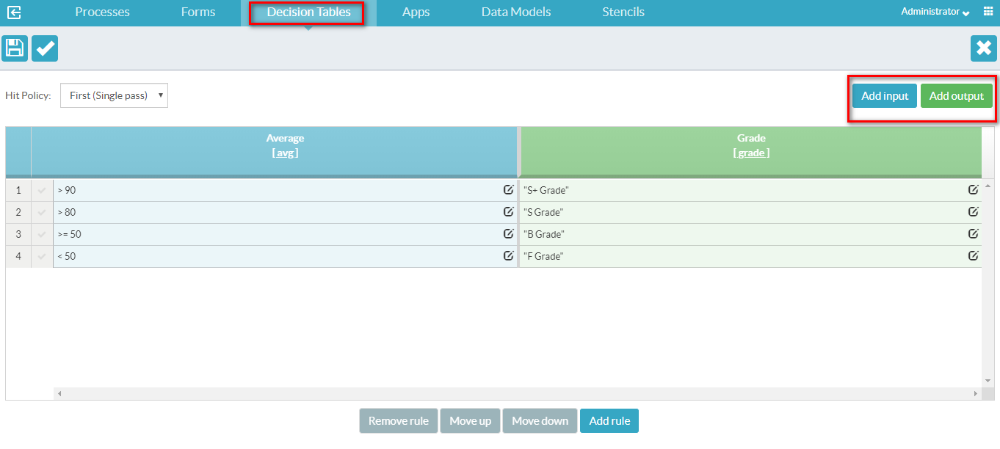 Processes Forms Decision Tables Apps Data Models Stencils Administrator
Hit Policy: First (Single pass) Add input Add output
Average Grade
[ avg ] [ grade ]
1 > 90 "S+ Grade"
2 > 80 "S Grade"
3 >= 50 "B Grade"
4 < 50 "F Grade"
Remove rule Move up Move down Add rule